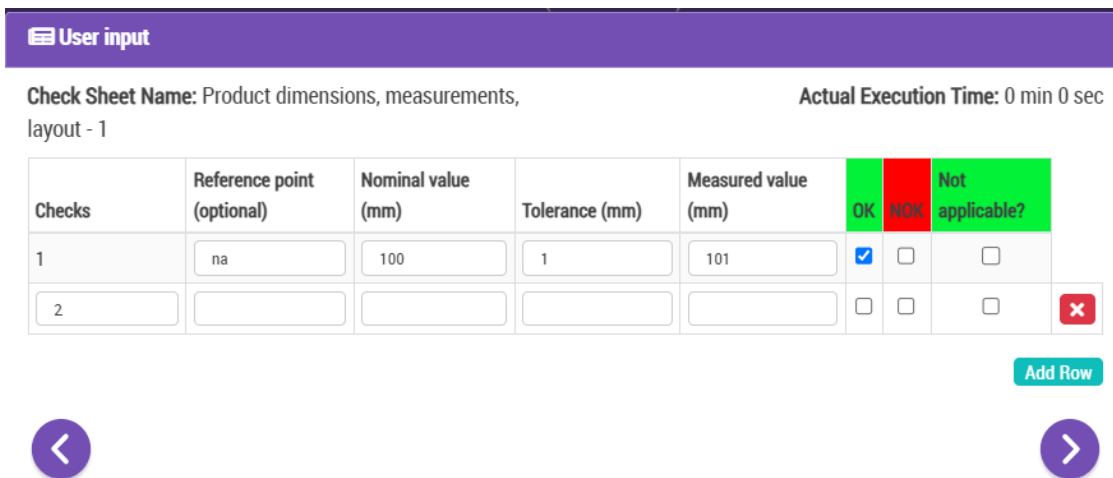 User input
Check Sheet Name: Product dimensions, measurements,
layout - 1
Actual Execution Time: 0 min 0 sec
Checks Reference point (optional) Nominal value (mm) Tolerance (mm) Measured value (mm) OK NOK Not applicable?
1 na 100 1 101
2
Add Row